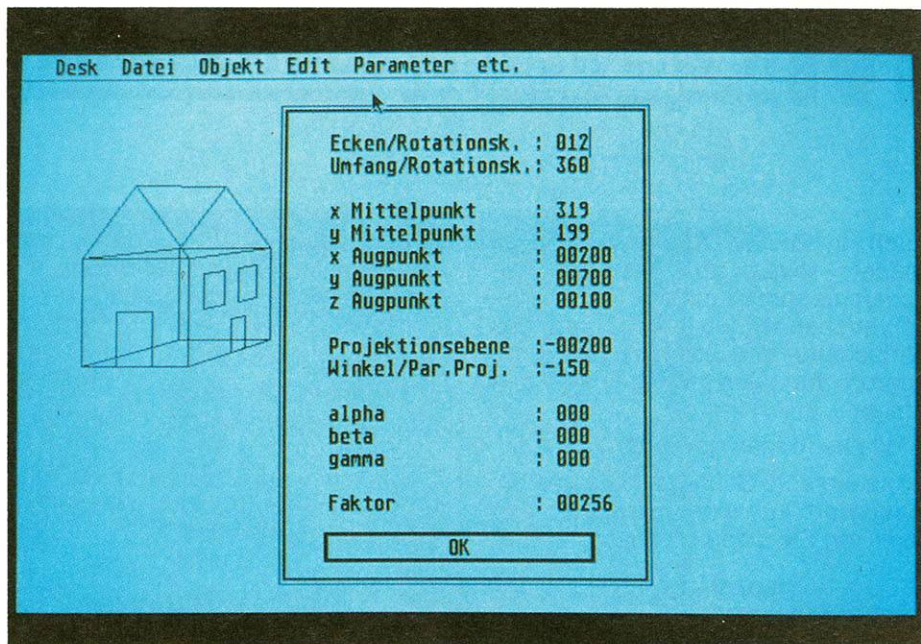 Desk Datei Objekt Edit Parameter etc.
Ecken/Rotationsk. : 012
Umfang/Rotationsk.: 360
x Mittelpunkt : 319
y Mittelpunkt : 199
x Augpunkt : 00200
y Augpunkt : 00700
z Augpunkt : 00100
Projektionsebene :-00200
Winkel/Par.Proj. :-150
alpha : 000
beta : 000
gamma : 000
Faktor : 00256
OK